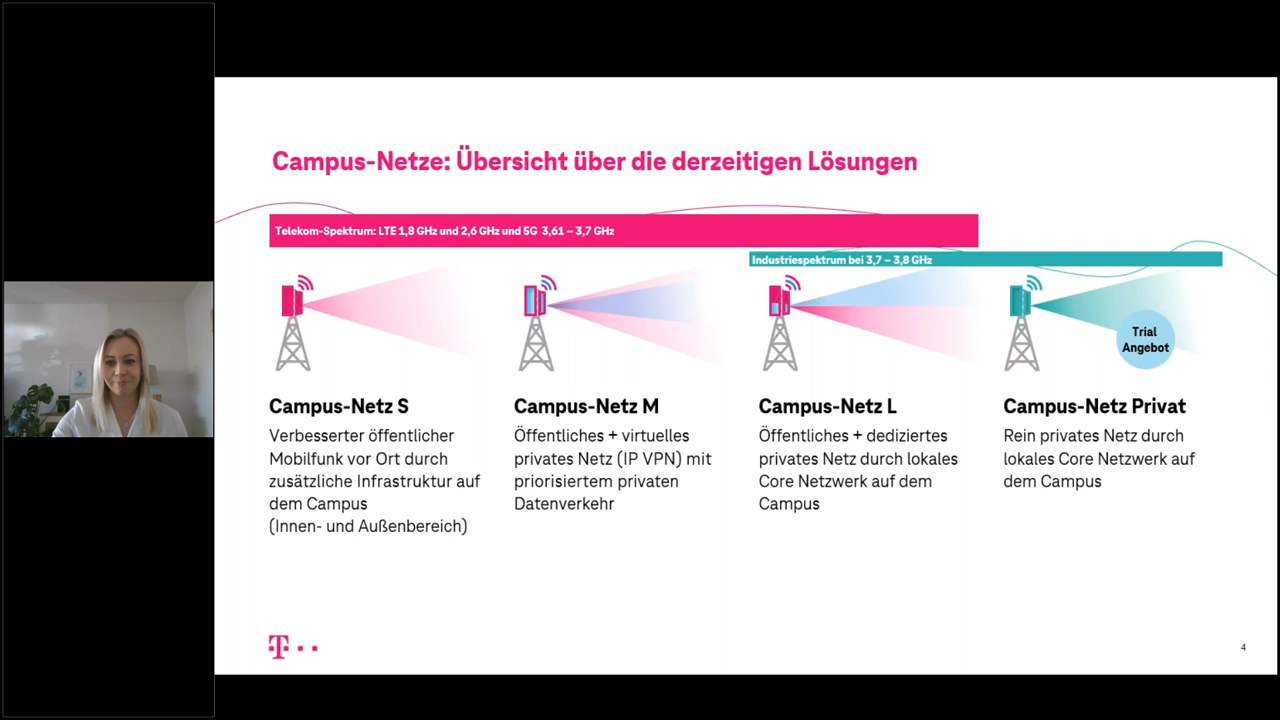 Campus-Netze: Übersicht über die derzeitigen Lösungen
Telekom-Spektrum: LTE 1,8 GHz und 2,6 GHz und 5G 3,61 – 3,7 GHz
Industriespektrum bei 3,7 – 3,8 GHz
Trial
Angebot
Campus-Netz S
Verbesserter öffentlicher
Mobilfunk vor Ort durch
zusätzliche Infrastruktur auf
dem Campus
(Innen- und Außenbereich)
Campus-Netz M
Öffentliches + virtuelles
privates Netz (IP VPN) mit
priorisiertem privaten
Datenverkehr
Campus-Netz L
Öffentliches + dediziertes
privates Netz durch lokales
Core Netzwerk auf dem
Campus
Campus-Netz Privat
Rein privates Netz durch
lokales Core Netzwerk auf
dem Campus
T
4